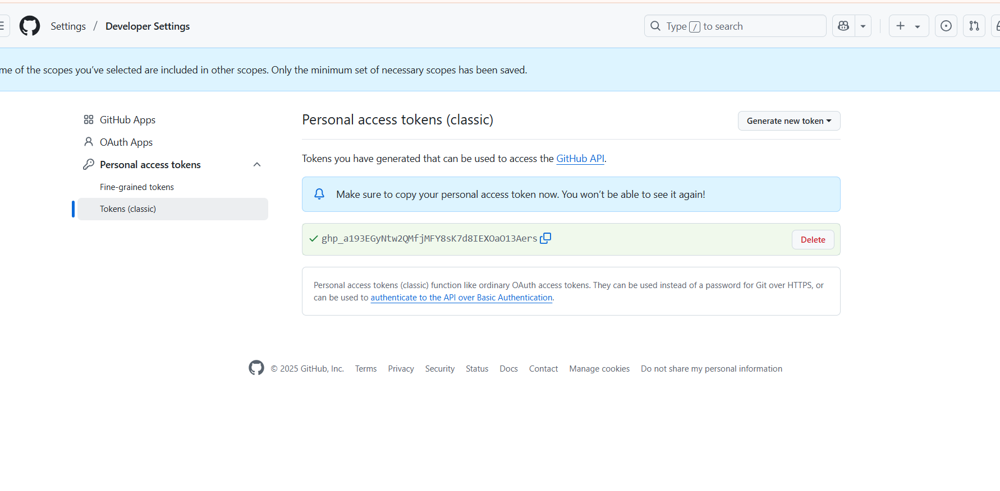 Settings / Developer Settings
Type / to search
me of the scopes you’ve selected are included in other scopes. Only the minimum set of necessary scopes has been saved.
GitHub Apps
OAuth Apps
Personal access tokens
Fine-grained tokens
Tokens (classic)
Personal access tokens (classic)
Generate new token
Tokens you have generated that can be used to access the GitHub API.
Make sure to copy your personal access token now. You won’t be able to see it again!
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
Delete
Personal access tokens (classic) function like ordinary OAuth access tokens. They can be used instead of a password for Git over HTTPS, or
can be used to authenticate to the API over Basic Authentication.
© 2025 GitHub, Inc. Terms Privacy Security Status Docs Contact Manage cookies Do not share my personal information